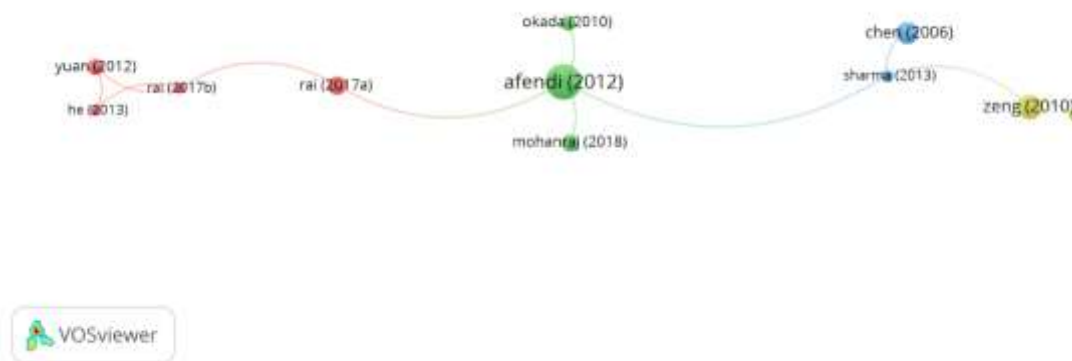 okada (2010)
chen (2006)
yuan (2012)
sharma (2013)
afendi (2012)
rai (2017a)
rai (2017b)
zeng (2010)
he (2013)
mohanraj (2018)
VOSviewer